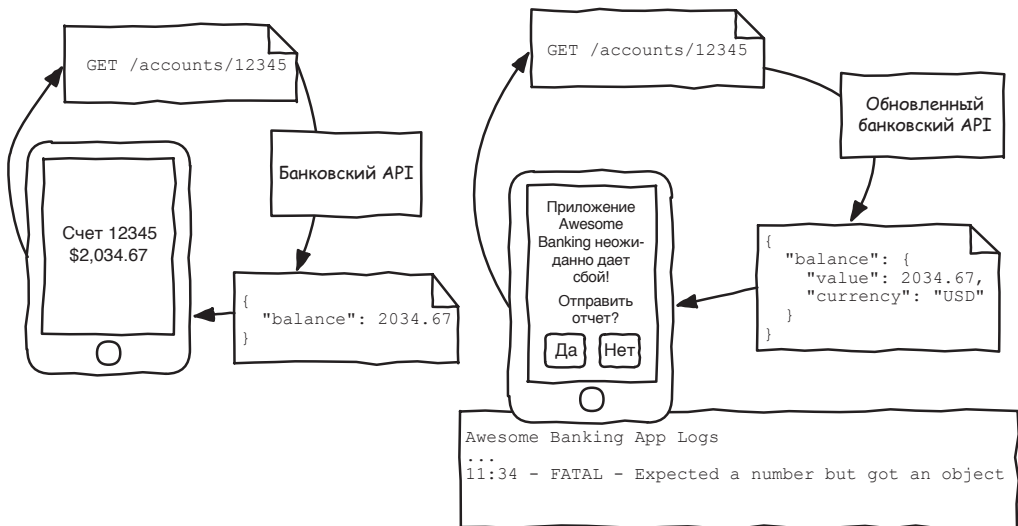 GET /accounts/12345
Банковский API
Счет 12345
$2,034.67
{
"balance": 2034.67
}
GET /accounts/12345
Обновленный
банковский API
Приложение
Awesome
Banking неожи-
данно дает
сбой!
Отправить
отчет?
Да Нет
{
"balance": {
"value": 2034.67,
"currency": "USD"
}
}
Awesome Banking App Logs
...
11:34 - FATAL - Expected a number but got an object